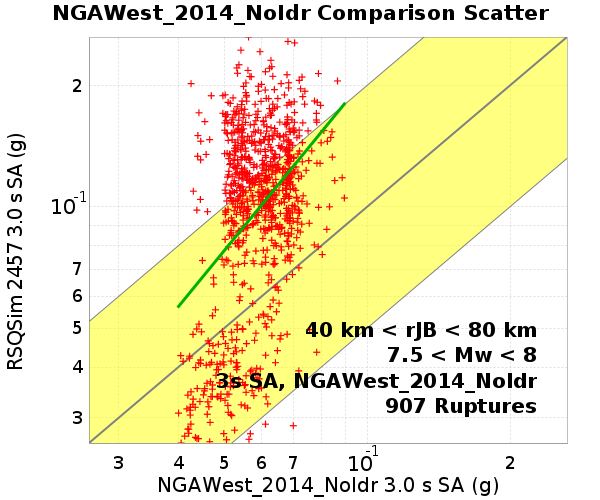 NGAWest_2014_NoIdr Comparison Scatter
RSQSim 2457 3.0 s SA (g)
2
10-1
7
6
5
4
3
40 km < rJB < 80 km
7.5 < Mw < 8
3s SA, NGAWest_2014_NoIdr
907 Ruptures
3 4 5 6 7 10-1 2
NGAWest_2014_NoIdr 3.0 s SA (g)